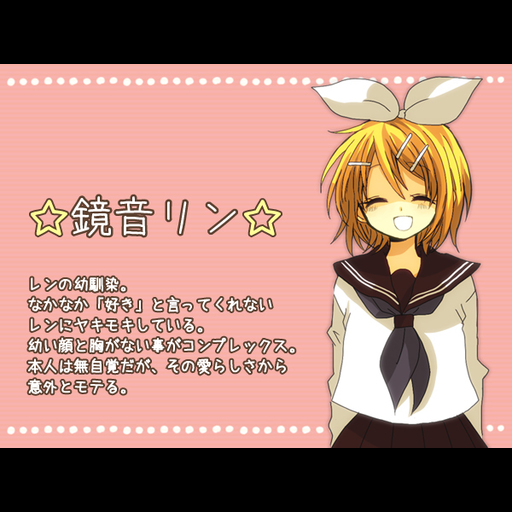 ☆鏡音リン☆
レンの幼馴染。
なかなか「好き」と言ってくれない
レンにヤキモキしている。
幼い顔と胸がない事がコンプレックス。
本人は無自覚だが、その愛らしさから
意外とモテる。